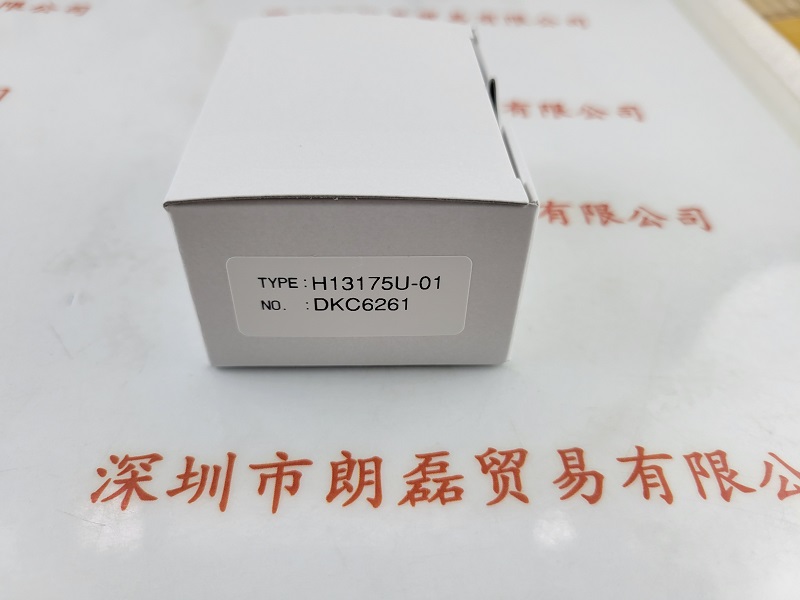 有限公司
有限公司
TYPE : H13175U-01
NO. : DKC6261
深圳市朗磊贸易有限公